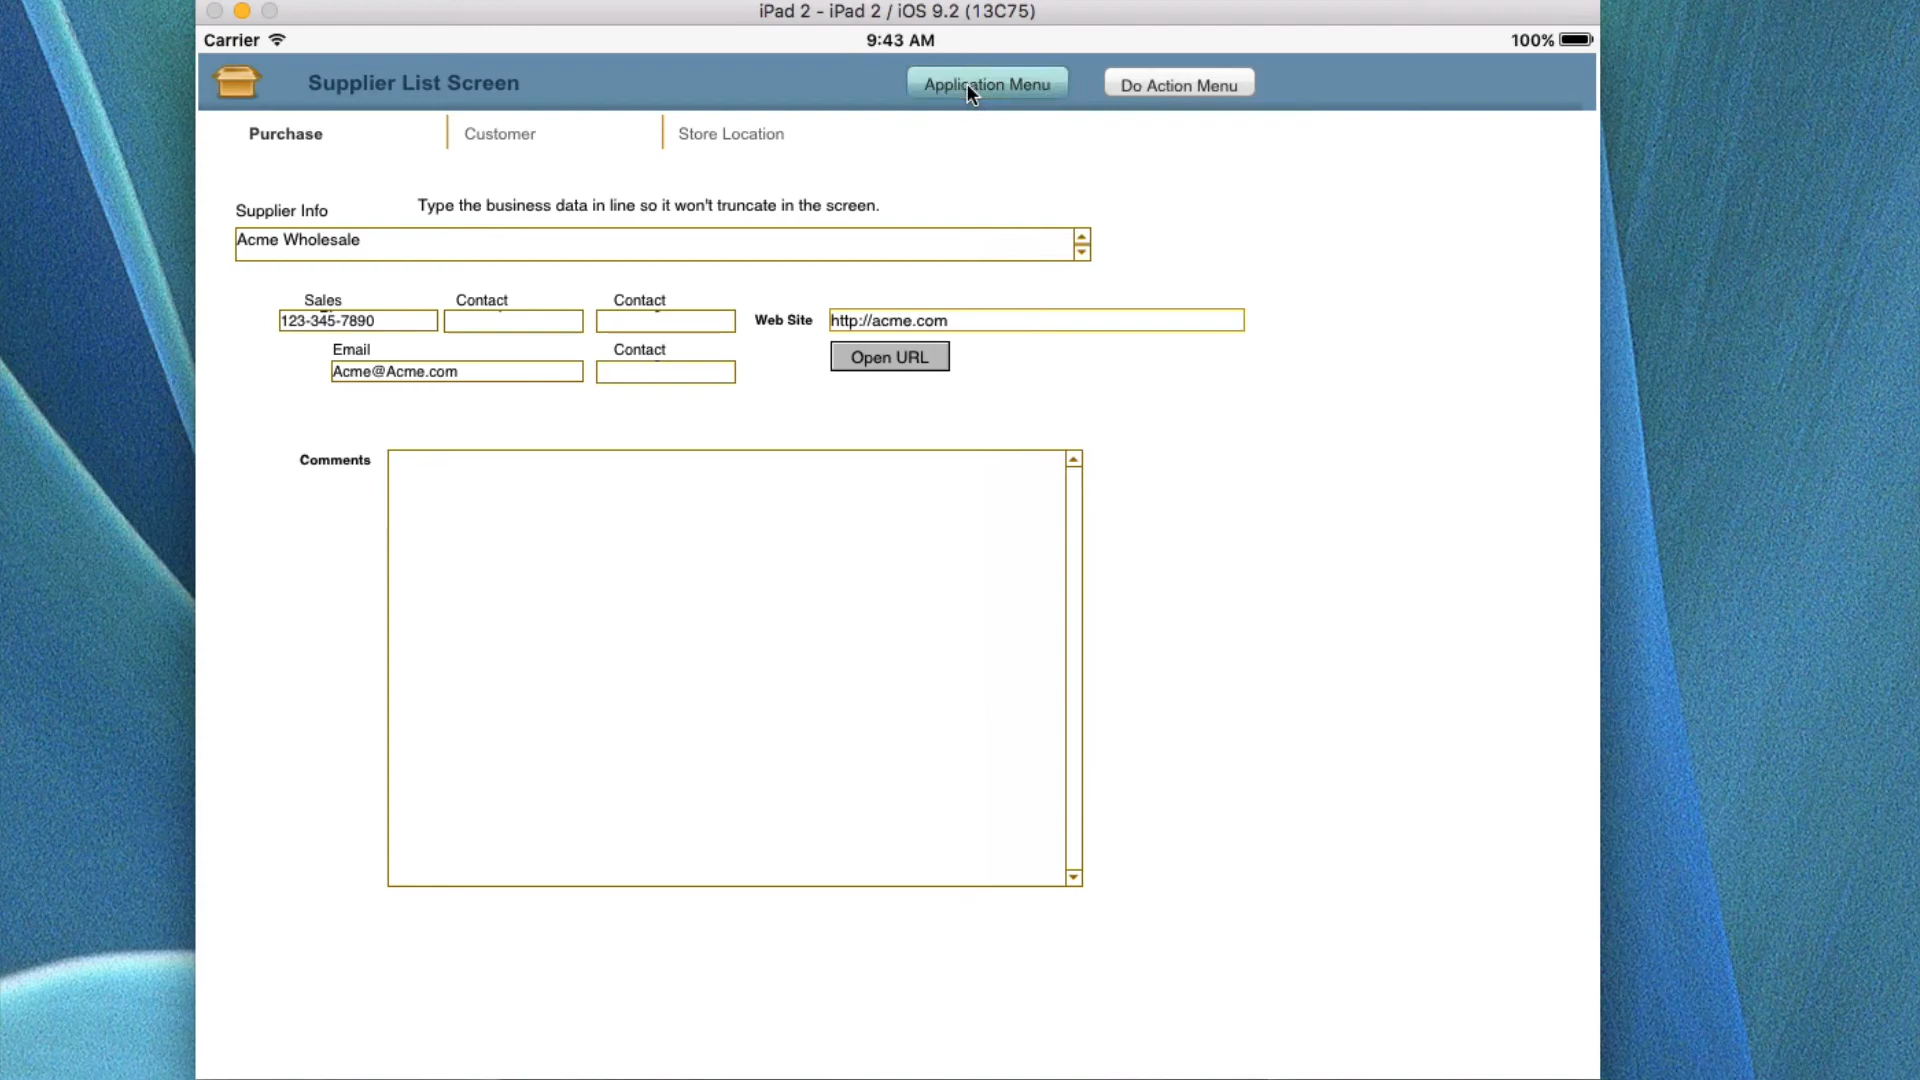 iPad 2 - iPad 2 / iOS 9.2 (13C75)
Carrier 9:43 AM 100%
Supplier List Screen Application Menu Do Action Menu
Purchase Customer Store Location
Supplier Info Type the business data in line so it won't truncate in the screen.
Acme Wholesale
Sales Contact Contact
123-345-7890 Web Site http://acme.com
Email Contact Open URL
Acme@Acme.com
Comments